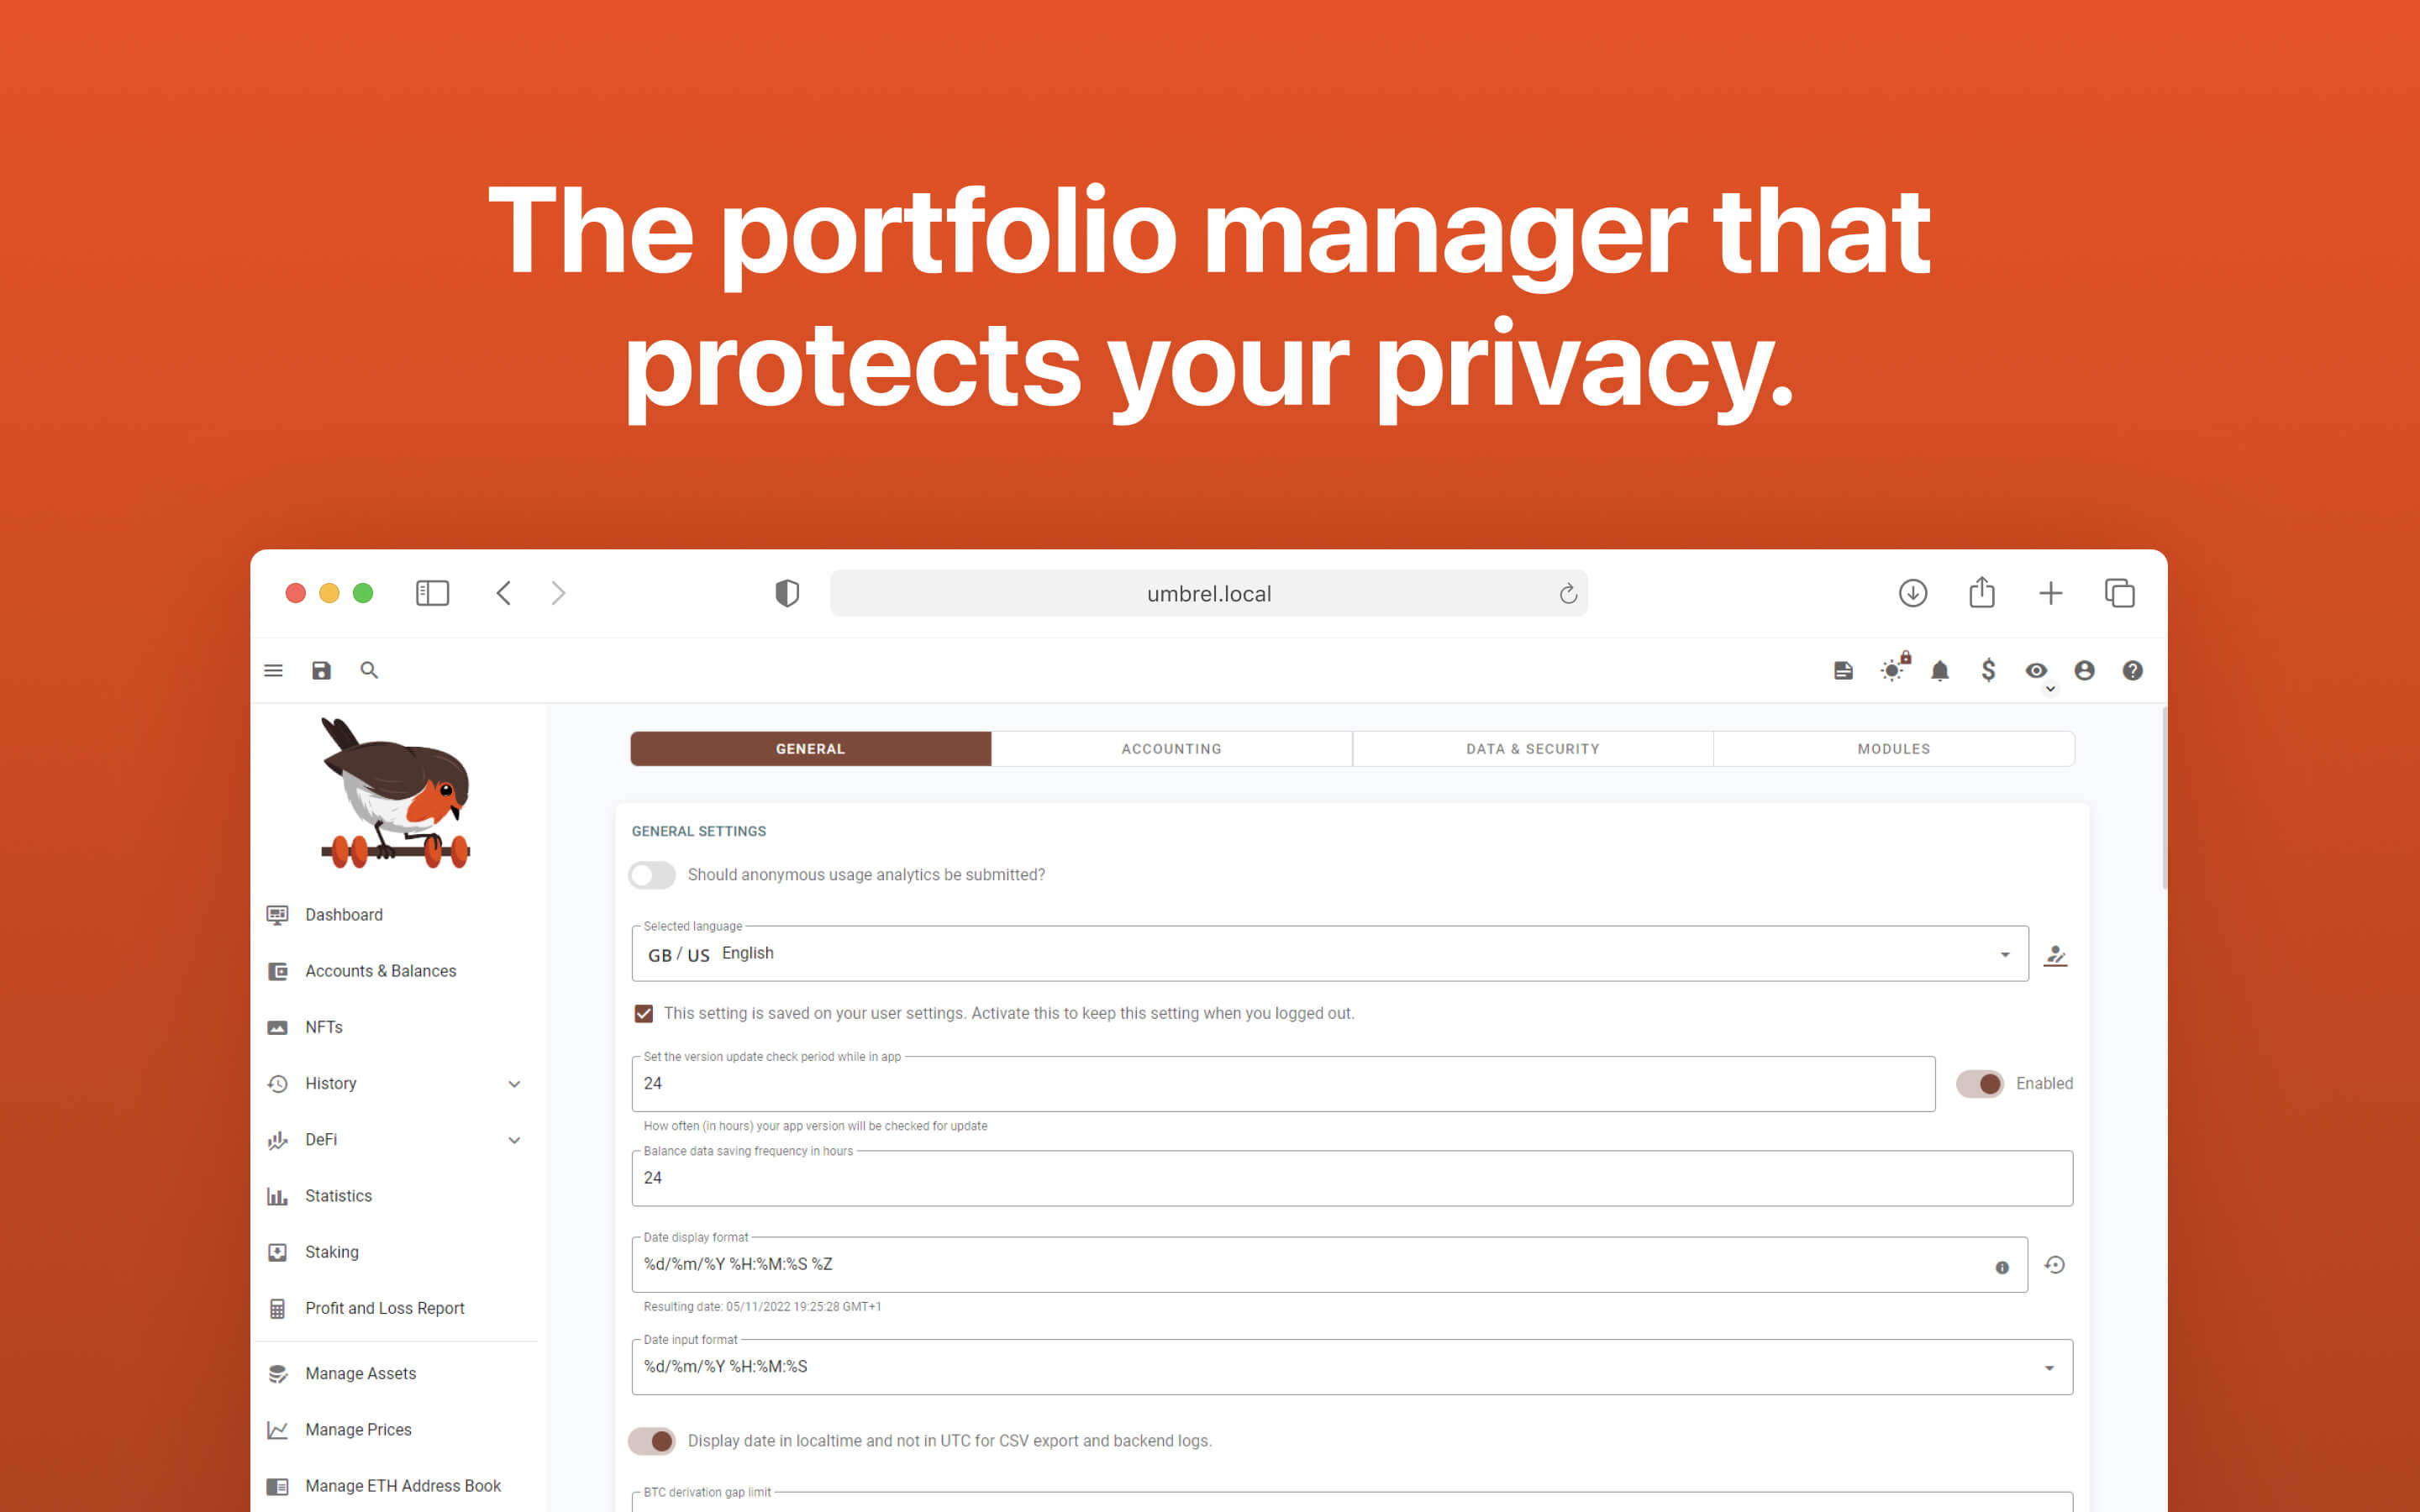 The portfolio manager that
protects your privacy.
umbrel.local
GENERAL
ACCOUNTING
DATA & SECURITY
MODULES
Dashboard
Accounts & Balances
NFTs
History
DeFi
Statistics
Staking
Profit and Loss Report
Manage Assets
Manage Prices
Manage ETH Address Book
GENERAL SETTINGS
Should anonymous usage analytics be submitted?
Selected language
GB / US English
This setting is saved on your user settings. Activate this to keep this setting when you logged out.
Set the version update check period while in app
24
Enabled
How often (in hours) your app version will be checked for update
Balance data saving frequency in hours
24
Date display format
%d/%m/%Y %H:%M:%S %Z
Resulting date: 05/11/2022 19:25:28 GMT+1
Date input format
%d/%m/%Y %H:%M:%S
Display date in localtime and not in UTC for CSV export and backend logs.
BTC derivation gap limit